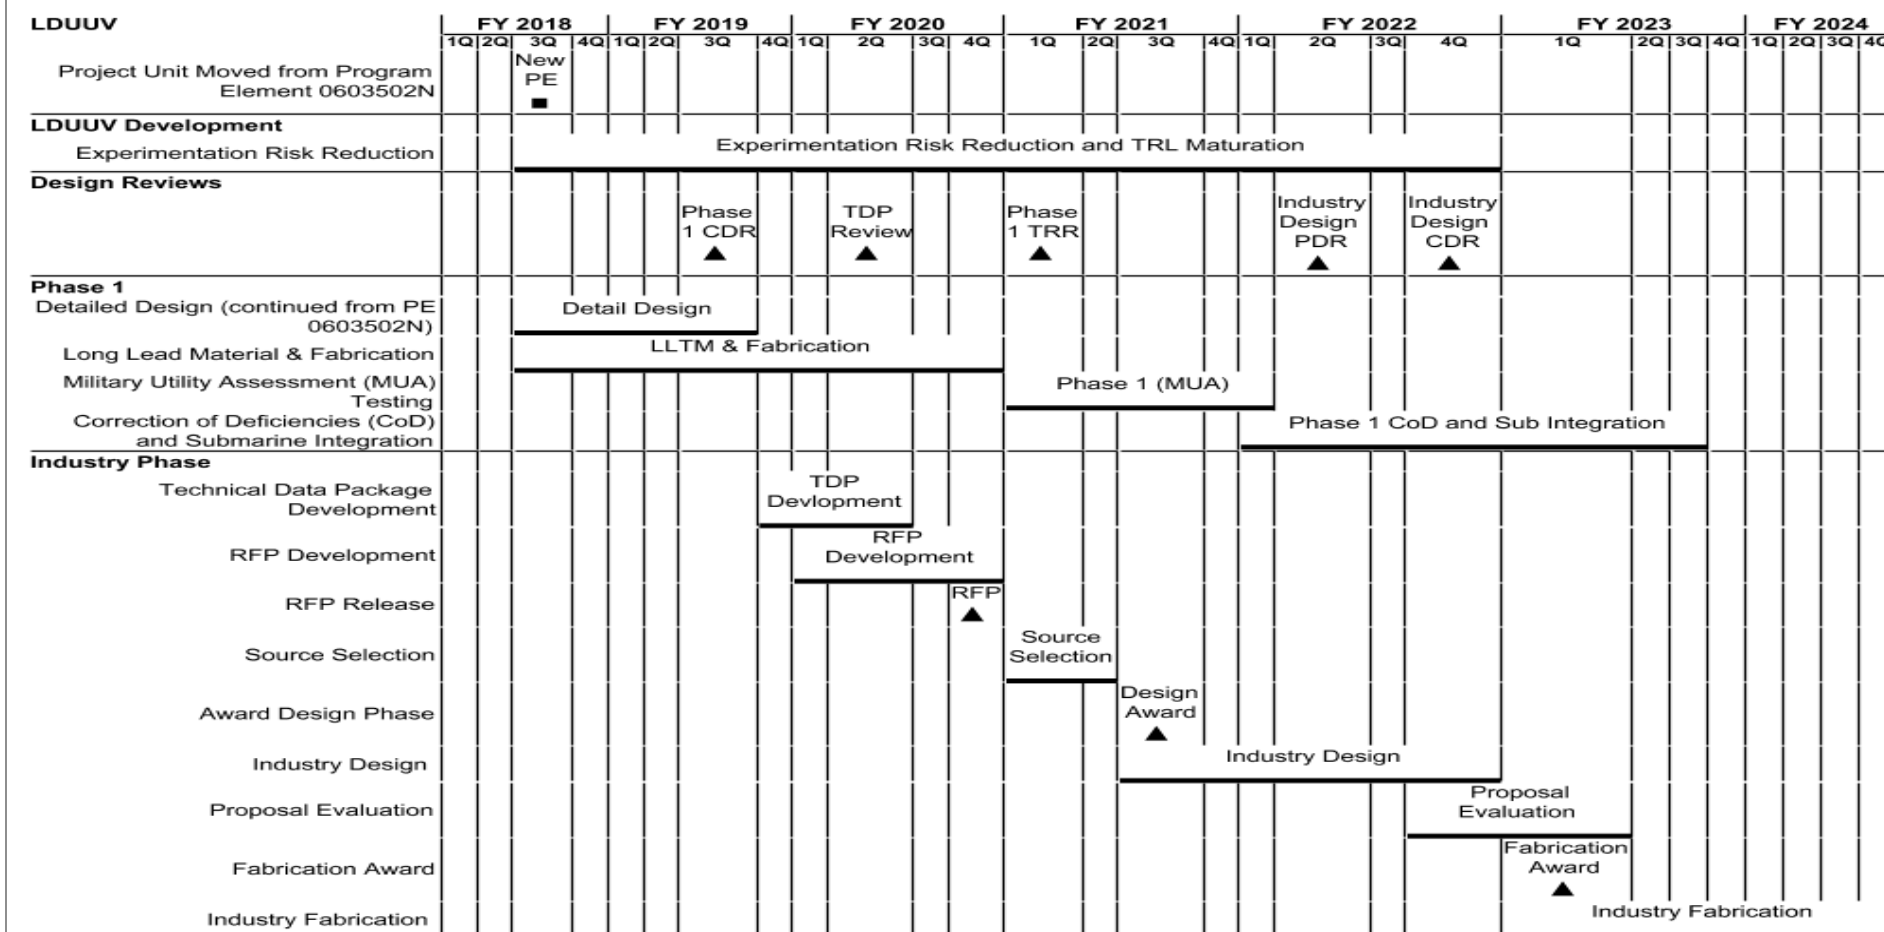 LDUUV FY 2018 FY 2019 FY 2020 FY 2021 FY 2022 FY 2023 FY 2024
1Q 2Q 3Q 4Q 1Q 2Q 3Q 4Q 1Q 2Q 3Q 4Q 1Q 2Q 3Q 4Q 1Q 2Q 3Q 4Q 1Q 2Q 3Q 4Q 1Q 2Q 3Q 4Q
Project Unit Moved from Program
Element 0603502N
New
PE
LDUUV Development
Experimentation Risk Reduction
Experimentation Risk Reduction and TRL Maturation
Design Reviews
Phase
1 CDR
TDP
Review
Phase
1 TRR
Industry
Design
PDR
Industry
Design
CDR
Phase 1
Detailed Design (continued from PE
0603502N)
Detail Design
Long Lead Material & Fabrication
LLTM & Fabrication
Military Utility Assessment (MUA)
Testing
Phase 1 (MUA)
Correction of Deficiencies (CoD)
and Submarine Integration
Phase 1 CoD and Sub Integration
Industry Phase
Technical Data Package
Development
TDP
Devlopment
RFP Development
RFP
Development
RFP Release
RFP
Source Selection
Source
Selection
Award Design Phase
Design
Award
Industry Design
Industry Design
Proposal Evaluation
Proposal
Evaluation
Fabrication Award
Fabrication
Award
Industry Fabrication
Industry Fabrication